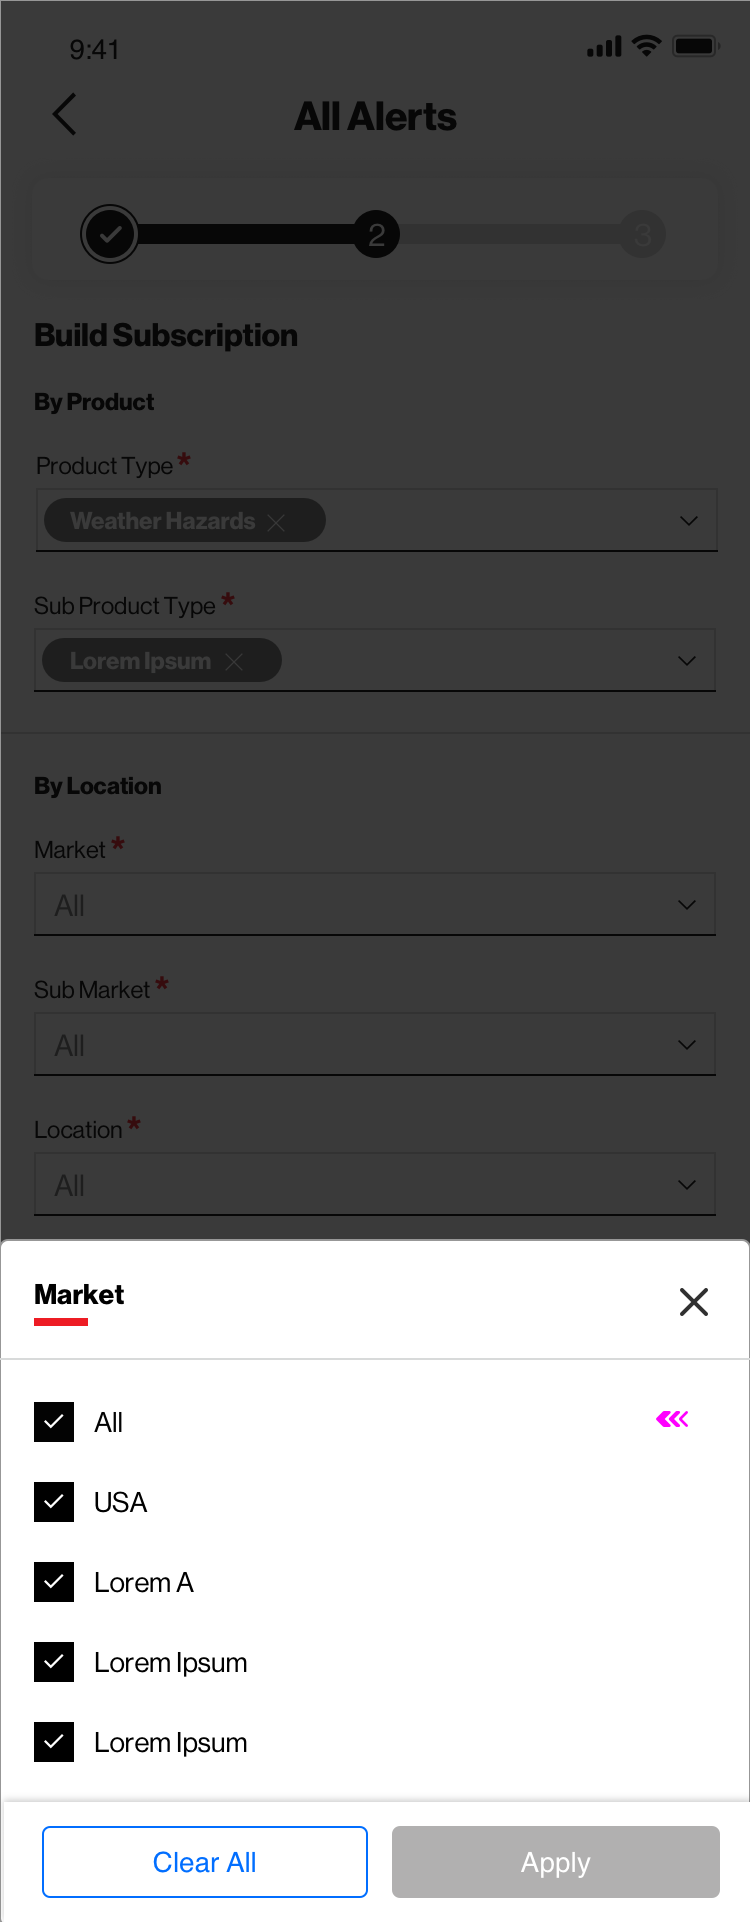 9:41
All Alerts
2
3
Build Subscription
By Product
Product Type *
Weather Hazards
Sub Product Type *
Lorem Ipsum
By Location
Market *
All
Sub Market *
All
Location *
All
Market
All
USA
Lorem A
Lorem Ipsum
Lorem Ipsum
Clear All
Apply